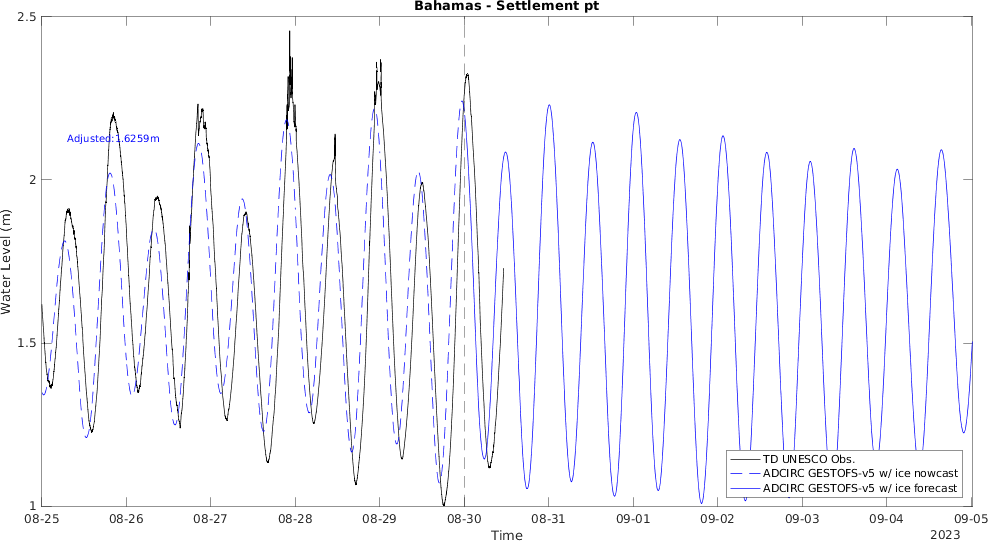 Bahamas - Settlement pt
2.5
Adjusted:1.6259m
2
Water Level (m)
1.5
1
TD UNESCO Obs.
ADCIRC GESTOFS-v5 w/ ice nowcast
ADCIRC GESTOFS-v5 w/ ice forecast
08-25 08-26 08-27 08-28 08-29 08-30 08-31 09-01 09-02 09-03 09-04 09-05
Time
2023